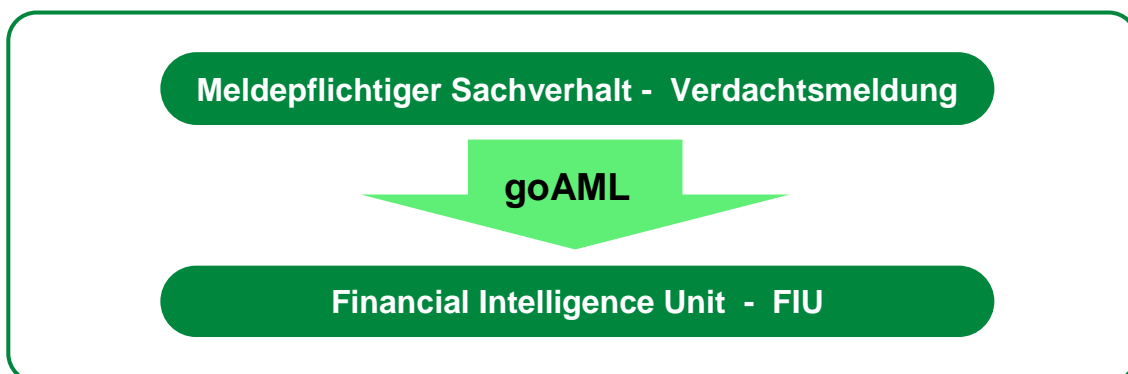 Meldepflichtiger Sachverhalt - Verdachtsmeldung
goAML
Financial Intelligence Unit - FIU